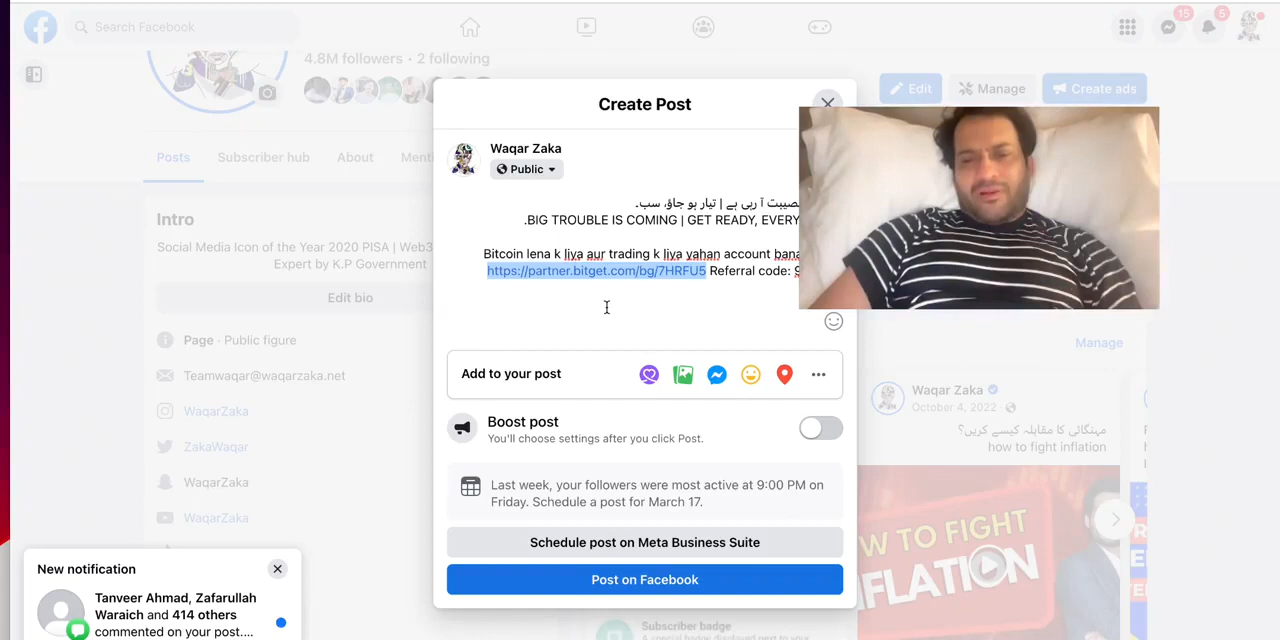 Search Facebook
15
5
4.8M followers • 2 following
Edit
Manage
Create ads
Posts
Subscriber hub
About
Intro
Social Media Icon of the Year 2020 PISA | Web3
Expert by K.P Government
Edit bio
Page · Public figure
Teamwaqar@waqarzaka.net
WaqarZaka
ZakaWaqar
WaqarZaka
WaqarZaka
New notification
Tanveer Ahmad, Zafarullah
Waraich and 414 others
commented on your post....
Create Post
Waqar Zaka
Public
آ رہی ہے | تیار ہو جاؤ، سب۔
.BIG TROUBLE IS COMING | GET READY, EVERY
Bitcoin lena k liya aur trading k liya yahan account bana
https://partner.bitget.com/bg/7HRFU5 Referral code: 9
Add to your post
Boost post
You'll choose settings after you click Post.
Last week, your followers were most active at 9:00 PM on
Friday. Schedule a post for March 17.
Schedule post on Meta Business Suite
Post on Facebook
Manage
Waqar Zaka
October 4, 2022
مہنگائی کا مقابلہ کیسے کریں؟
how to fight inflation
W TO FIGHT
FLATION
Subscriber badge